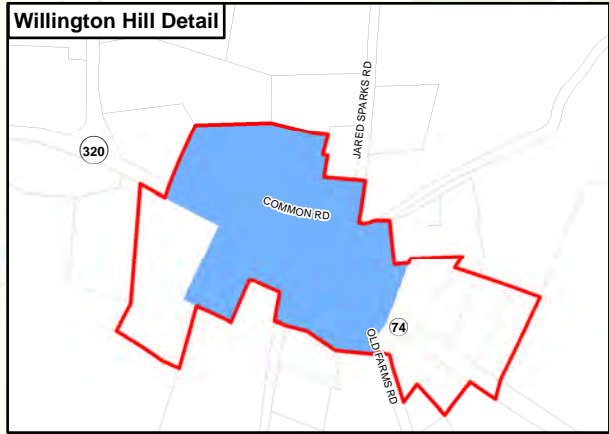 Willington Hill Detail
JARED SPARKS RD
320
COMMON RD
74
OLD FARMS RD